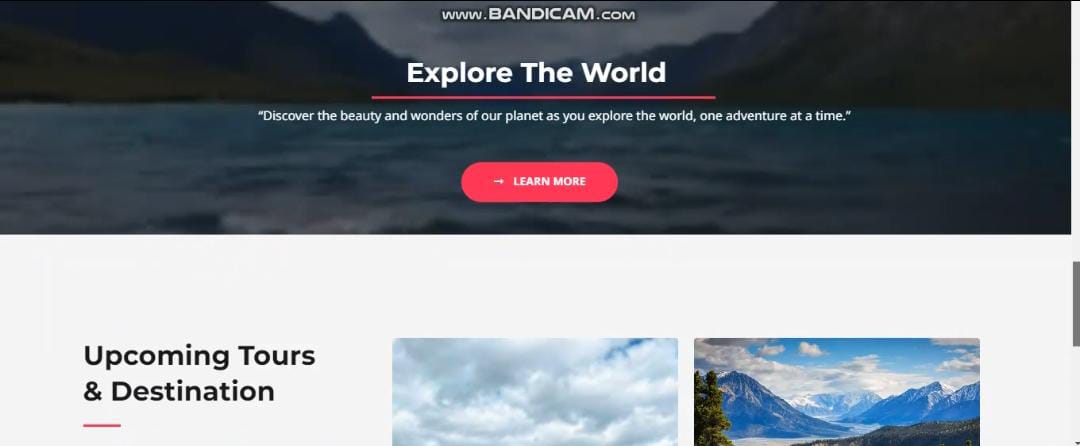 www.BANDICAM.com
Explore The World
“Discover the beauty and wonders of our planet as you explore the world, one adventure at a time.”
→ LEARN MORE
Upcoming Tours
& Destination